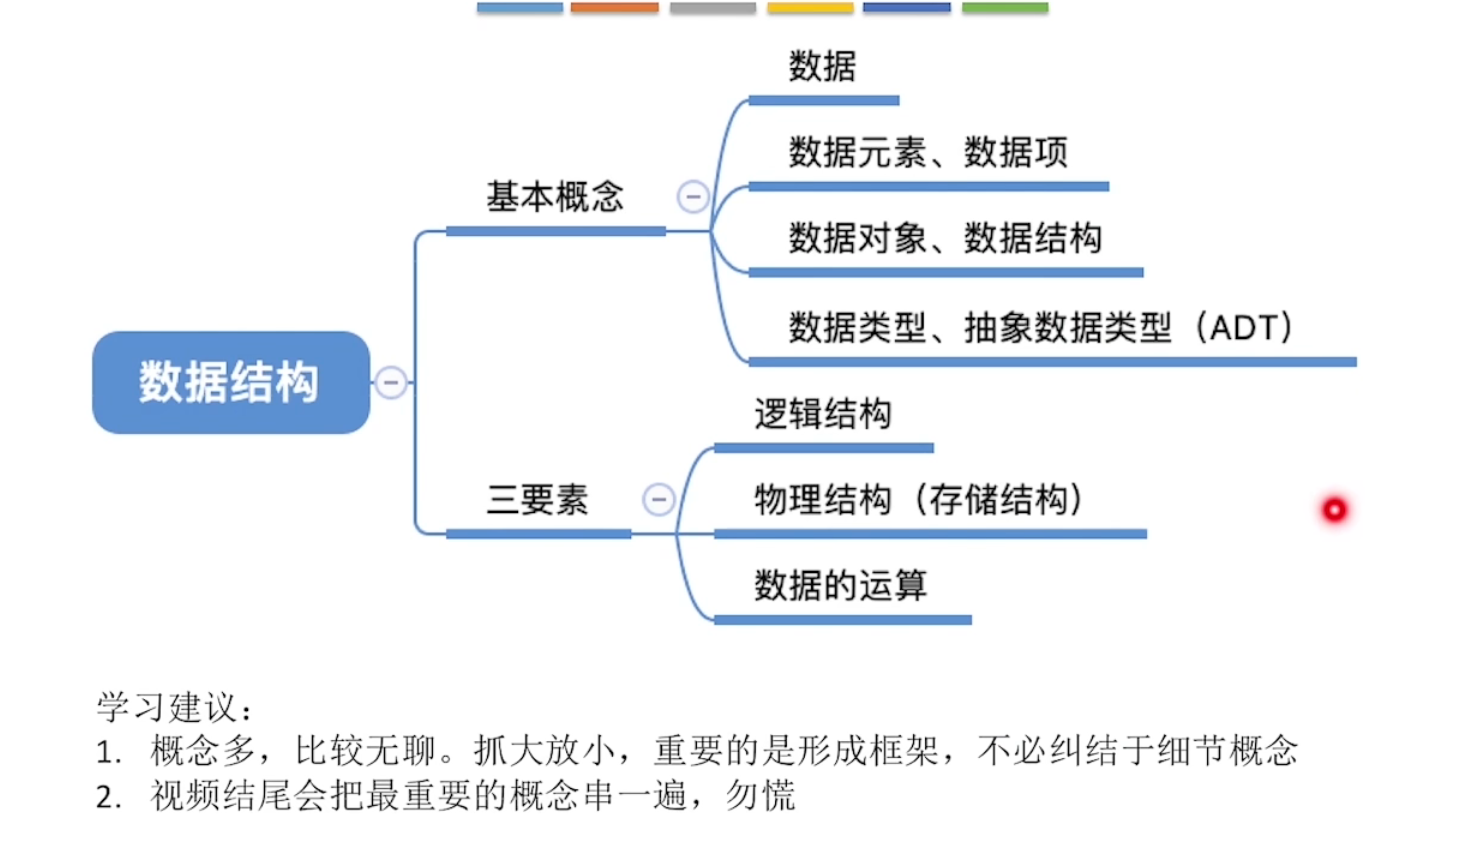 数据
数据元素、数据项
基本概念
数据对象、数据结构
数据类型、抽象数据类型（ADT）
数据结构
逻辑结构
三要素
物理结构（存储结构）
数据的运算
学习建议：
1. 概念多，比较无聊。抓大放小，重要的是形成框架，不必纠结于细节概念
2. 视频结尾会把最重要的概念串一遍，勿慌